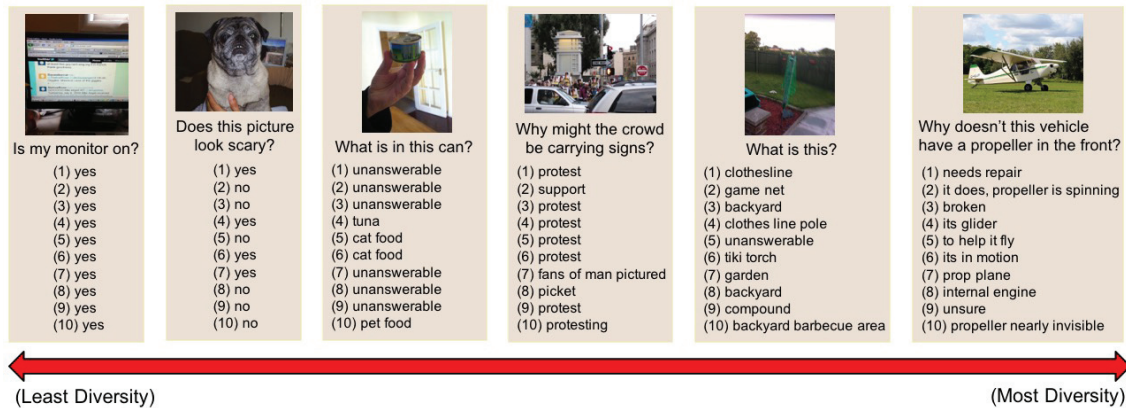 Is my monitor on?
(1) yes
(2) yes
(3) yes
(4) yes
(5) yes
(6) yes
(7) yes
(8) yes
(9) yes
(10) yes
Does this picture
look scary?
(1) yes
(2) no
(3) no
(4) yes
(5) no
(6) yes
(7) yes
(8) no
(9) no
(10) no
What is in this can?
(1) unanswerable
(2) unanswerable
(3) unanswerable
(4) tuna
(5) cat food
(6) cat food
(7) unanswerable
(8) unanswerable
(9) unanswerable
(10) pet food
Why might the crowd
be carrying signs?
(1) protest
(2) support
(3) protest
(4) protest
(5) protest
(6) protest
(7) fans of man pictured
(8) picket
(9) protest
(10) protesting
What is this?
(1) clothesline
(2) game net
(3) backyard
(4) clothes line pole
(5) unanswerable
(6) tiki torch
(7) garden
(8) backyard
(9) compound
(10) backyard barbecue area
Why doesn't this vehicle
have a propeller in the front?
(1) needs repair
(2) it does, propeller is spinning
(3) broken
(4) its glider
(5) to help it fly
(6) its in motion
(7) prop plane
(8) internal engine
(9) unsure
(10) propeller nearly invisible
(Least Diversity)
(Most Diversity)